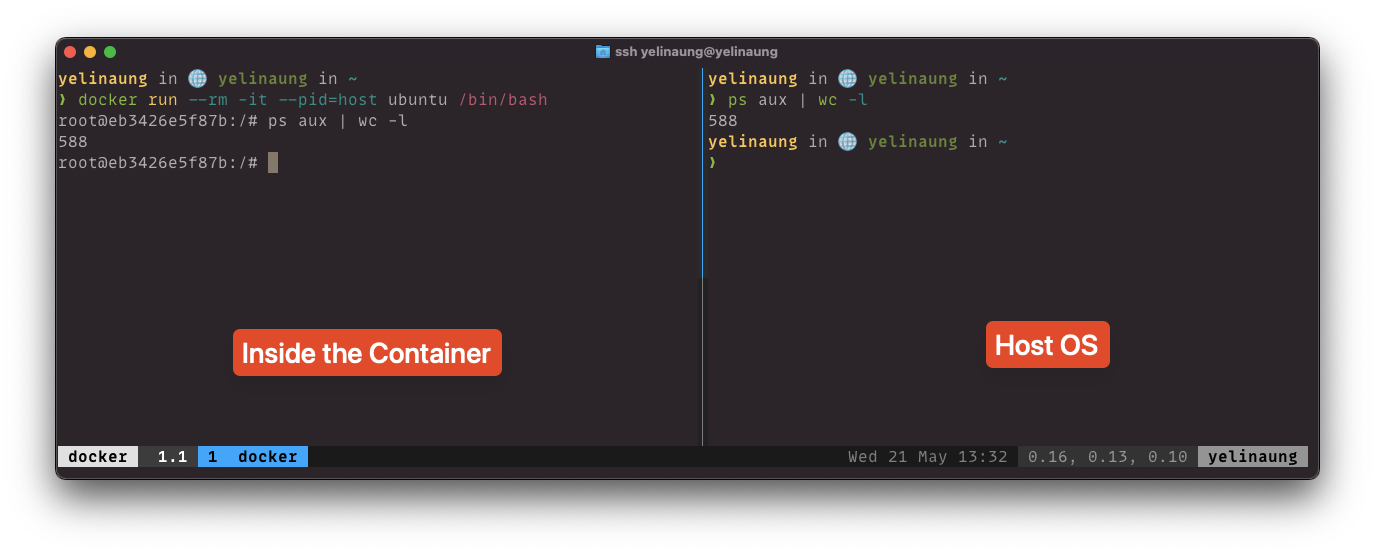 ssh yelinaung@yelinaung
yelinaung in 🌐 yelinaung in ~
❯ docker run --rm -it --pid=host ubuntu /bin/bash
root@eb3426e5f87b:/# ps aux | wc -l
588
root@eb3426e5f87b:/#
yelinaung in 🌐 yelinaung in ~
❯ ps aux | wc -l
588
yelinaung in 🌐 yelinaung in ~
❯
Inside the Container
Host OS
docker 1.1 1 docker Wed 21 May 13:32 0.16, 0.13, 0.10 yelinaung